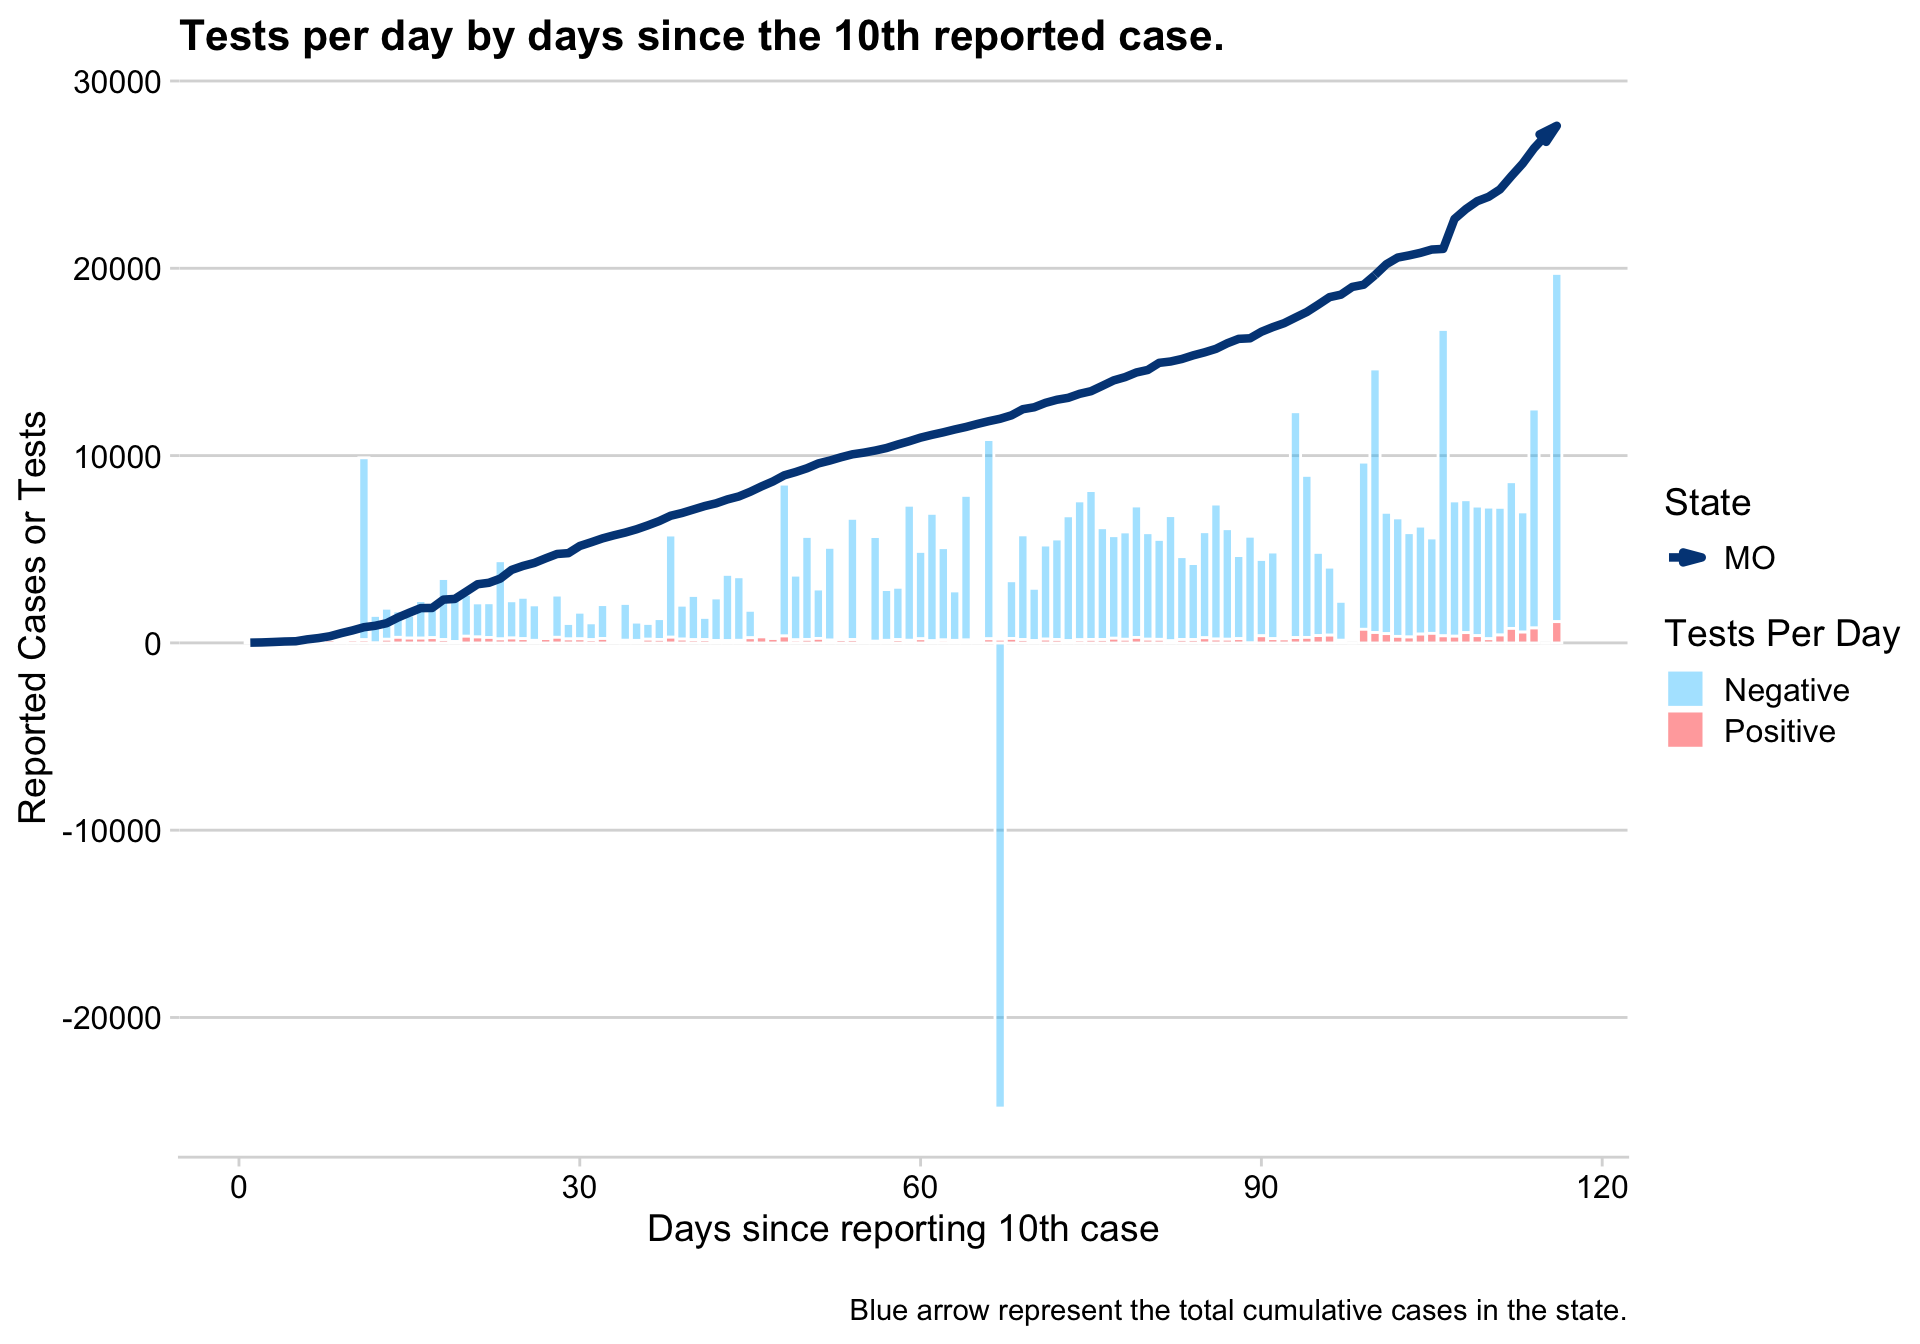 Tests per day by days since the 10th reported case.
30000
20000
10000
0
-10000
-20000
Reported Cases or Tests
0 30 60 90 120
Days since reporting 10th case
State
MO
Tests Per Day
Negative
Positive
Blue arrow represent the total cumulative cases in the state.